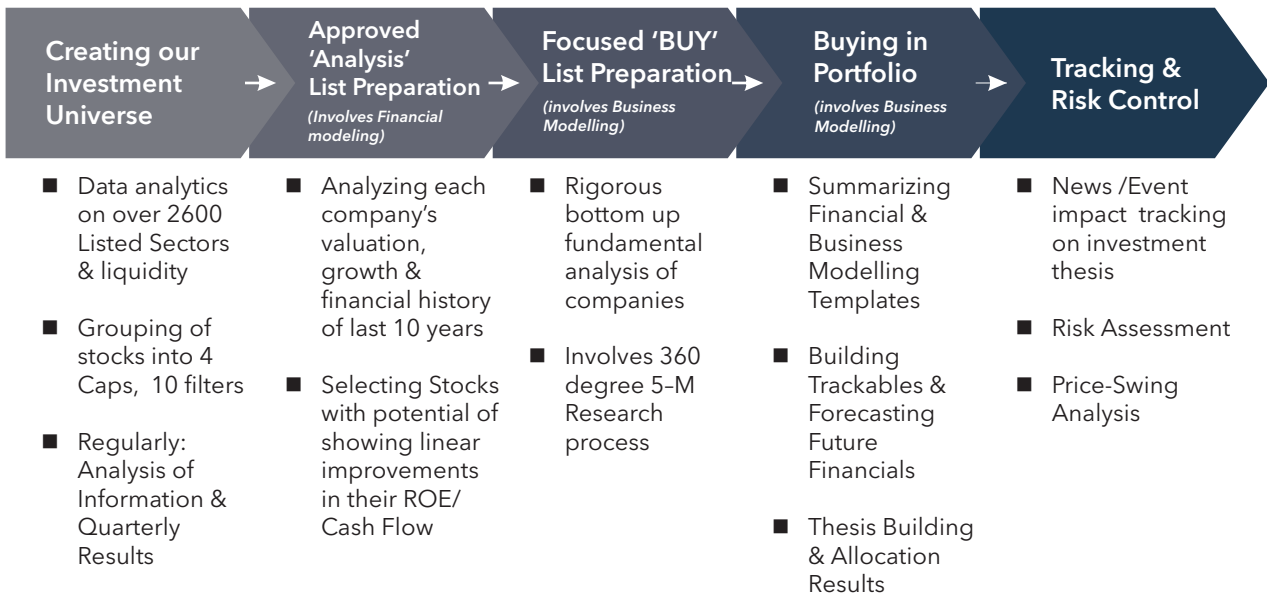 Creating our
Investment
Universe
Approved
‘Analysis’
List Preparation
(Involves Financial
modeling)
Focused ‘BUY’
List Preparation
(involves Business
Modelling)
Buying in
Portfolio
(involves Business
Modelling)
Tracking &
Risk Control
■ Data analytics
on over 2600
Listed Sectors
& liquidity
■ Grouping of
stocks into 4
Caps, 10 filters
■ Regularly:
Analysis of
Information &
Quarterly
Results
■ Analyzing each
company’s
valuation,
growth &
financial history
of last 10 years
■ Selecting Stocks
with potential of
showing linear
improvements
in their ROE/
Cash Flow
■ Rigorous
bottom up
fundamental
analysis of
companies
■ Involves 360
degree 5–M
Research
process
■ Summarizing
Financial &
Business
Modelling
Templates
■ Building
Trackables &
Forecasting
Future
Financials
■ Thesis Building
& Allocation
Results
■ News /Event
impact tracking
on investment
thesis
■ Risk Assessment
■ Price-Swing
Analysis